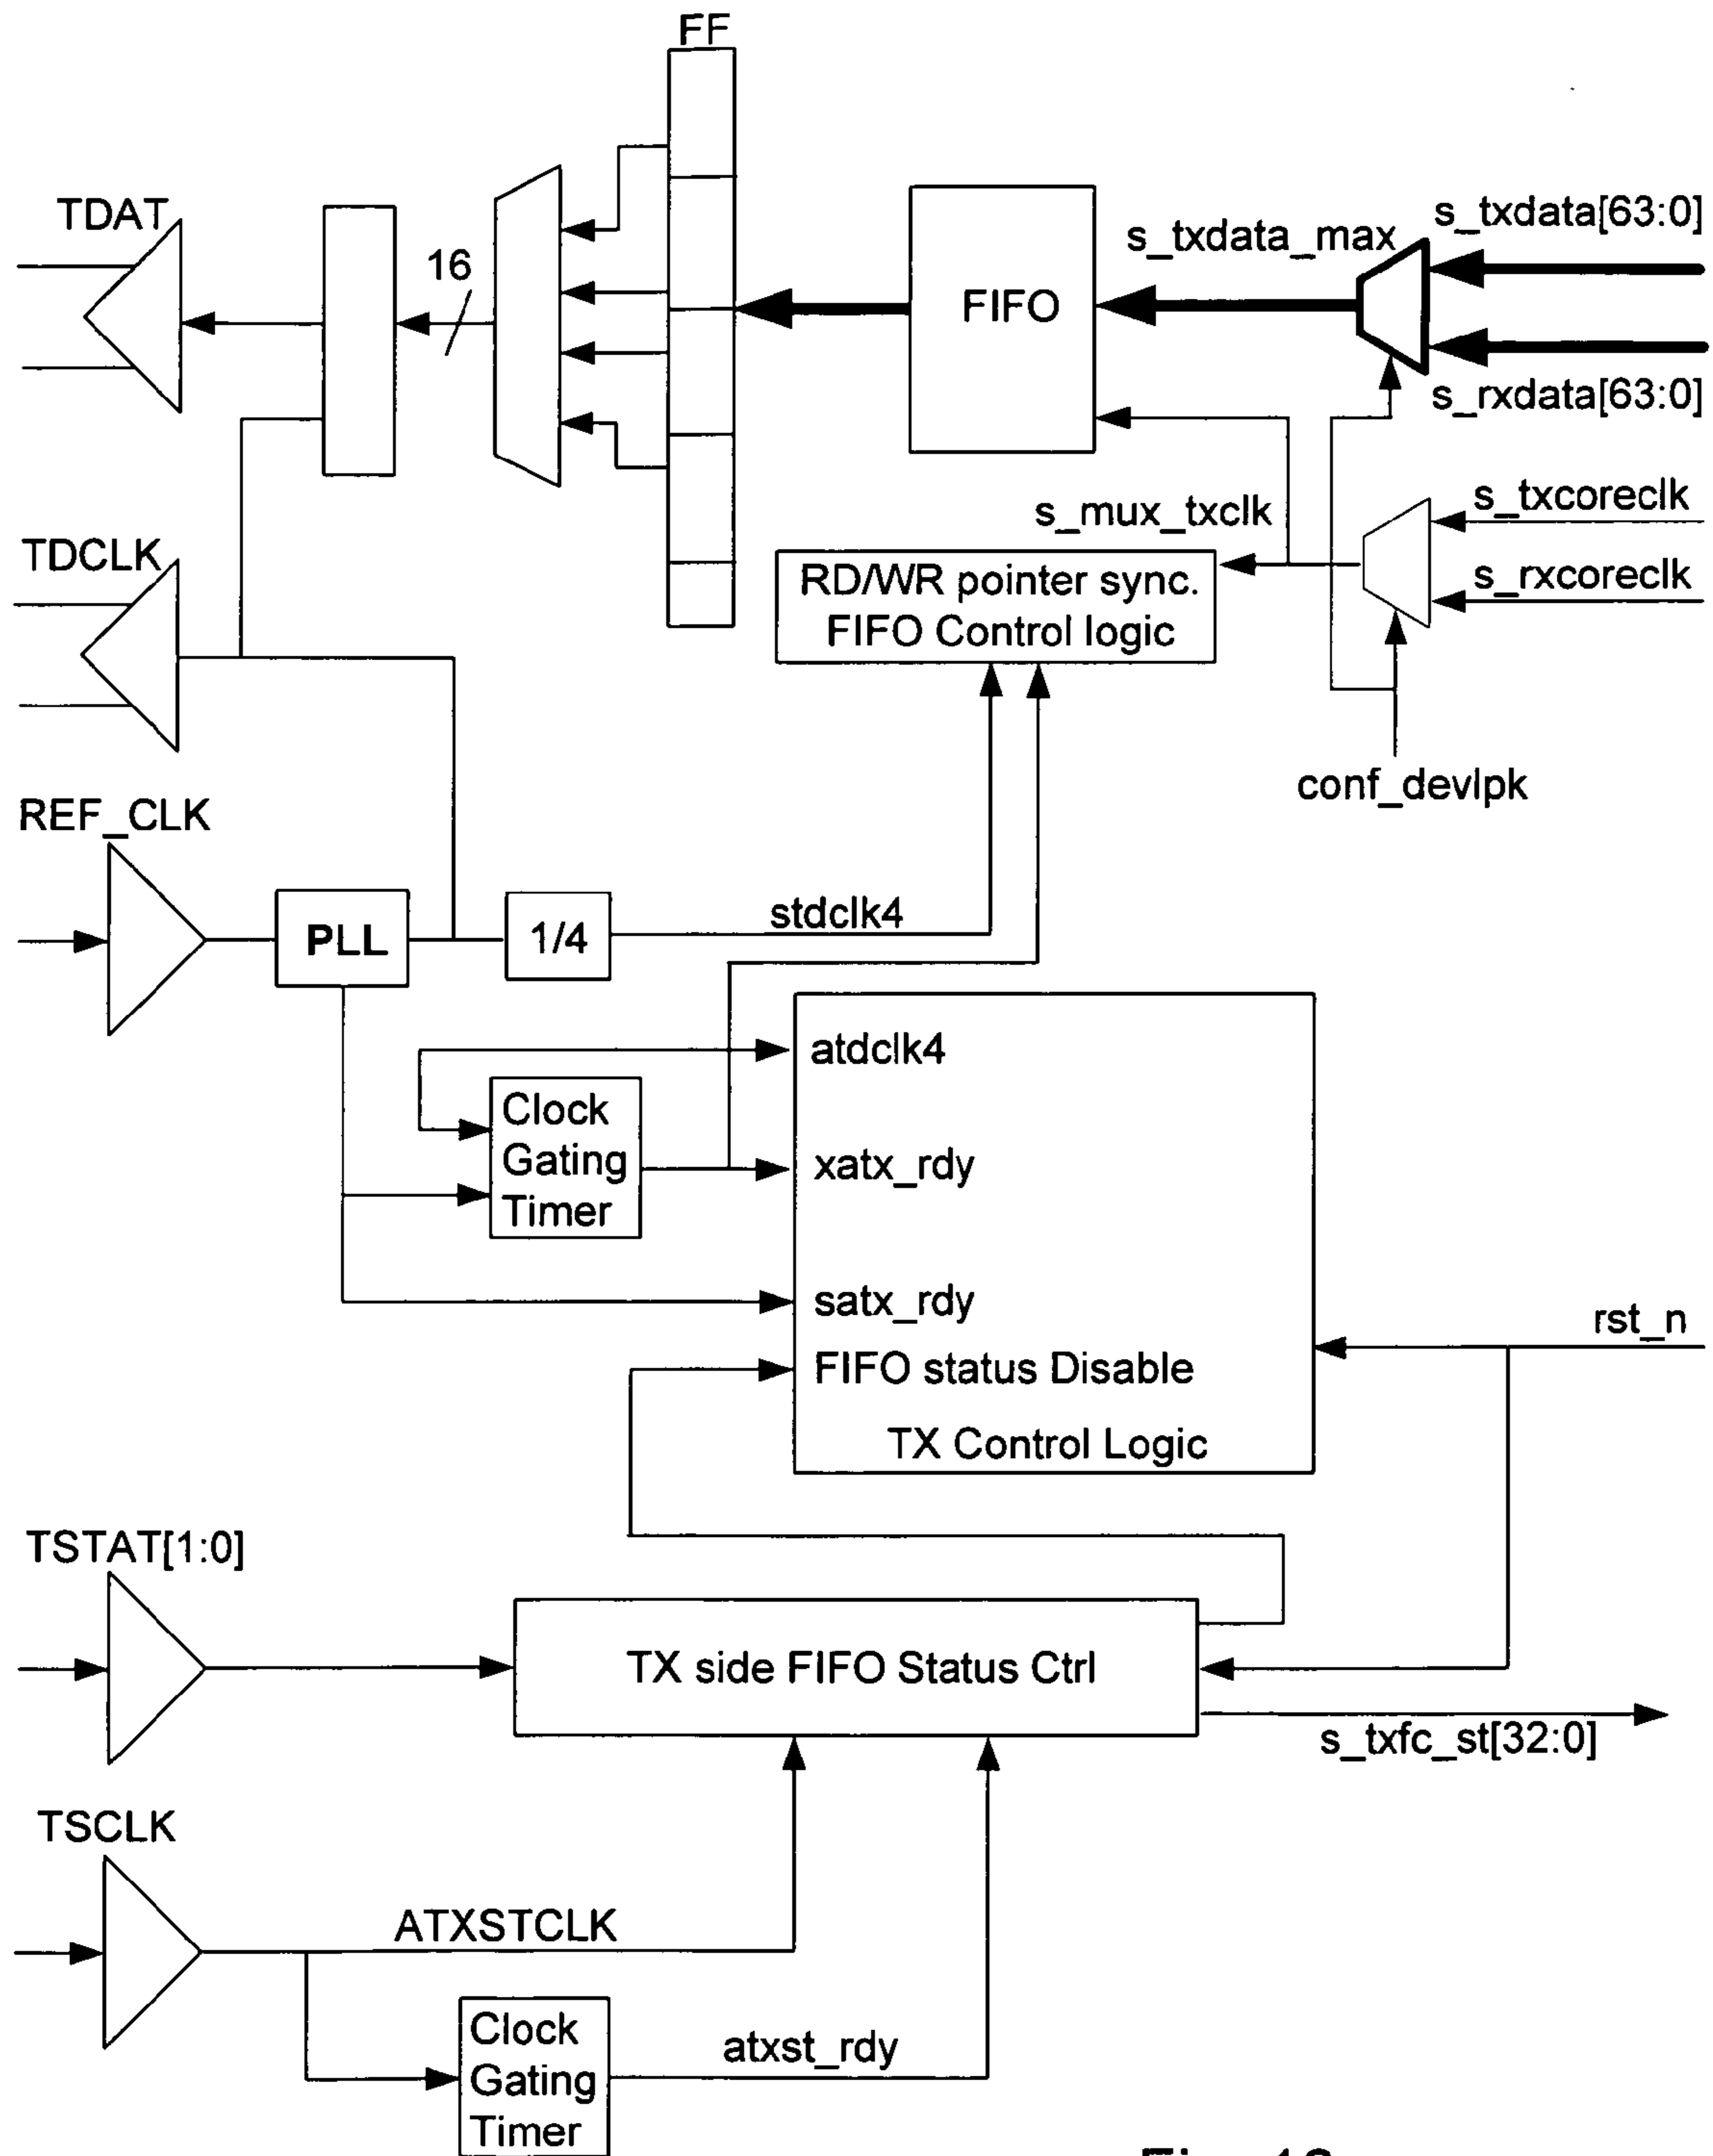 FF
TDAT
16
FIFO
s_txdata_max
s_txdata[63:0]
s_rxdata[63:0]
s_txcoreclk
s_mux_txclk
s_rxcoreclk
TDCLK
RD/WR pointer sync.
FIFO Control logic
conf_devlpk
REF_CLK
PLL
1/4
stdclk4
atdclk4
Clock
Gating
Timer
xatx_rdy
satx_rdy
rst_n
FIFO status Disable
TX Control Logic
TSTAT[1:0]
TX side FIFO Status Ctrl
s_txfc_st[32:0]
TSCLK
ATXSTCLK
Clock
Gating
Timer
atxst_rdy